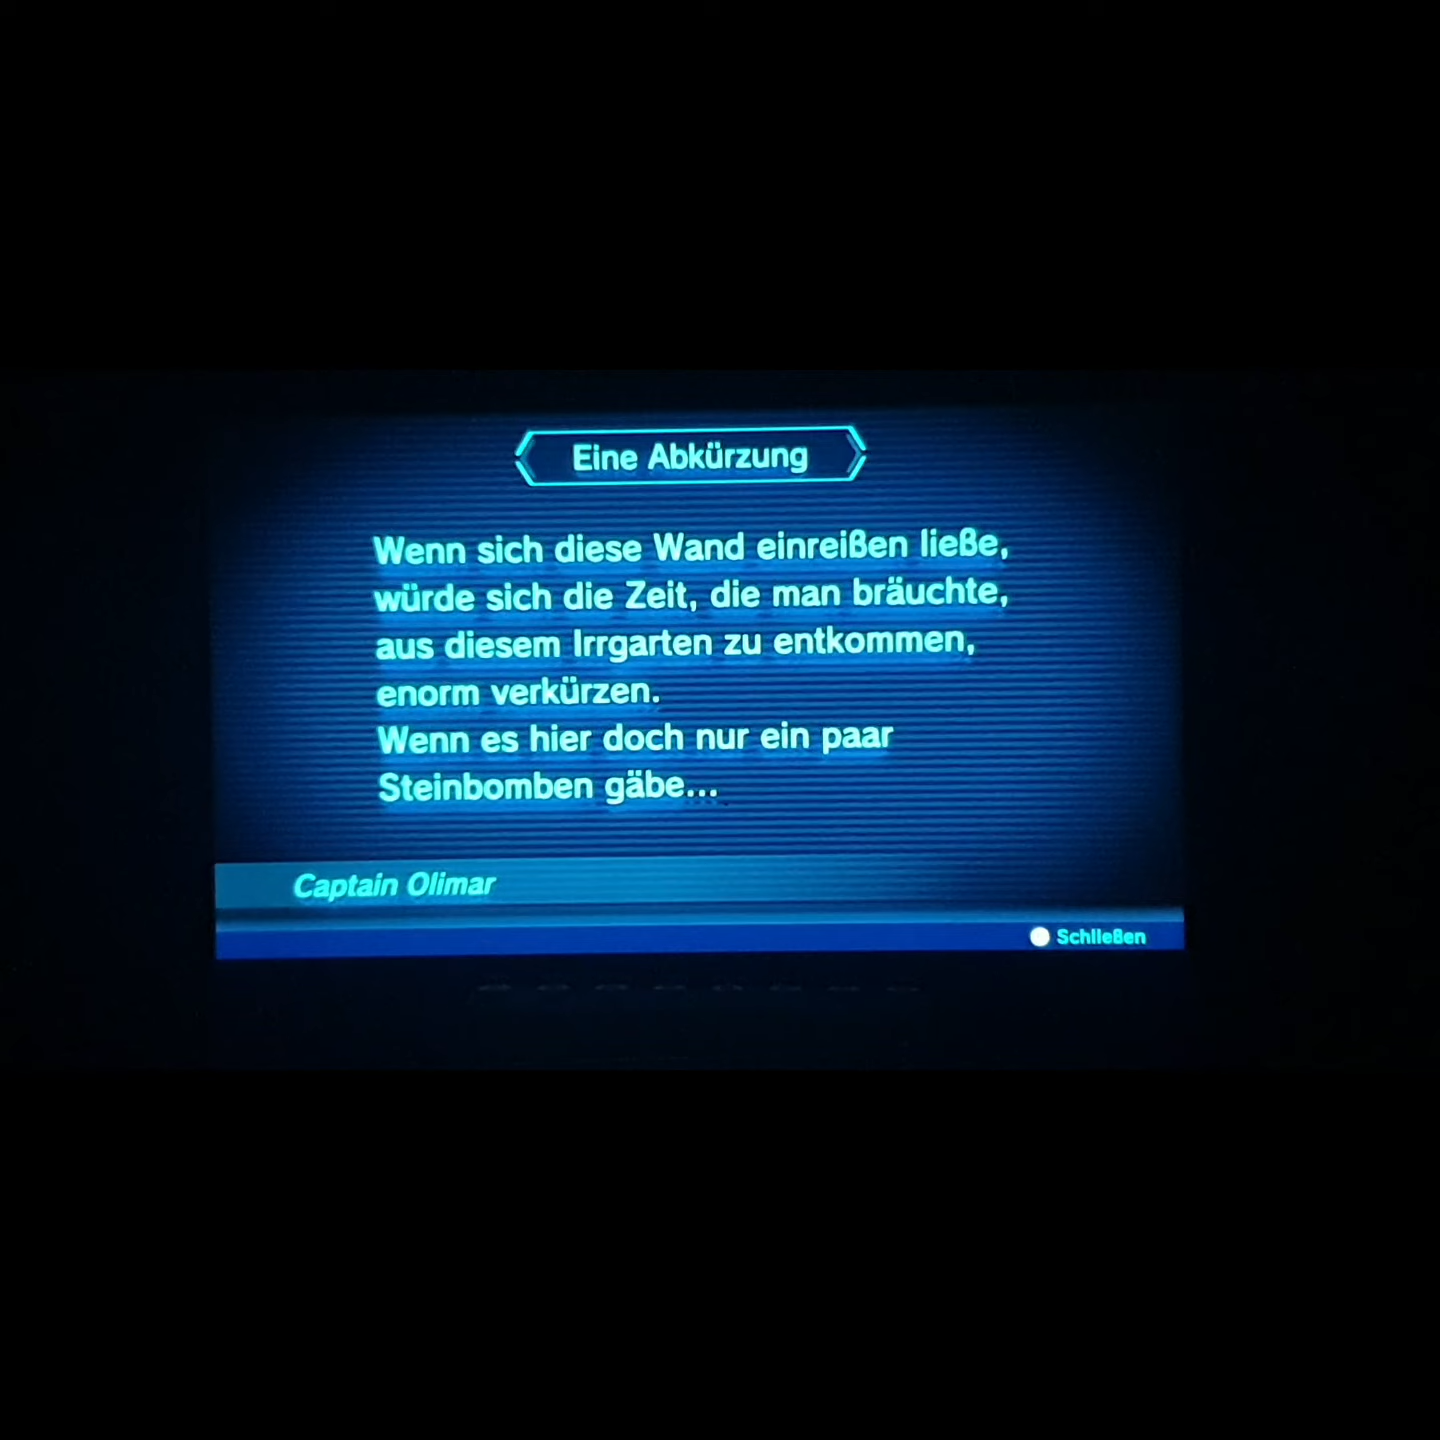 Eine Abkürzung
Wenn sich diese Wand einreißen ließe,
würde sich die Zeit, die man bräuchte,
aus diesem Irrgarten zu entkommen,
enorm verkürzen.
Wenn es hier doch nur ein paar
Steinbomben gäbe...
Captain Olimar
Schließen